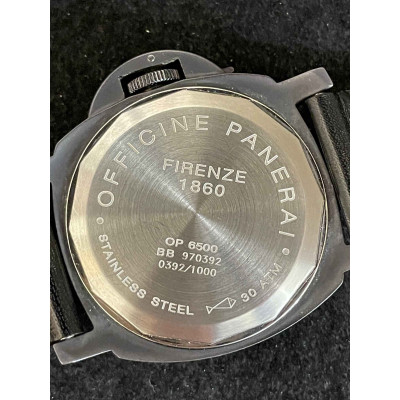 OFFICINE PANERAI
FIRENZE
1860
OP 6500
BB 970392
0392/1000
STAINLESS STEEL 30 ATM